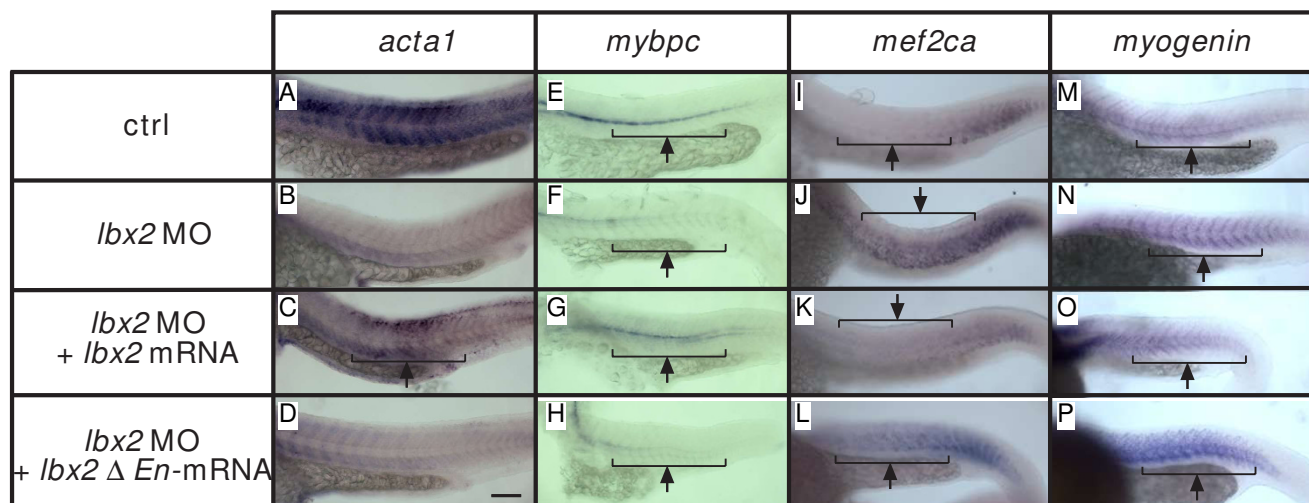 acta1 mybpc mef2ca myogenin
ctrl A E I M
lbx2 MO B F J N
lbx2 MO
+ lbx2 mRNA C G K O
lbx2 MO
+ lbx2 Δ En-mRNA D H L P